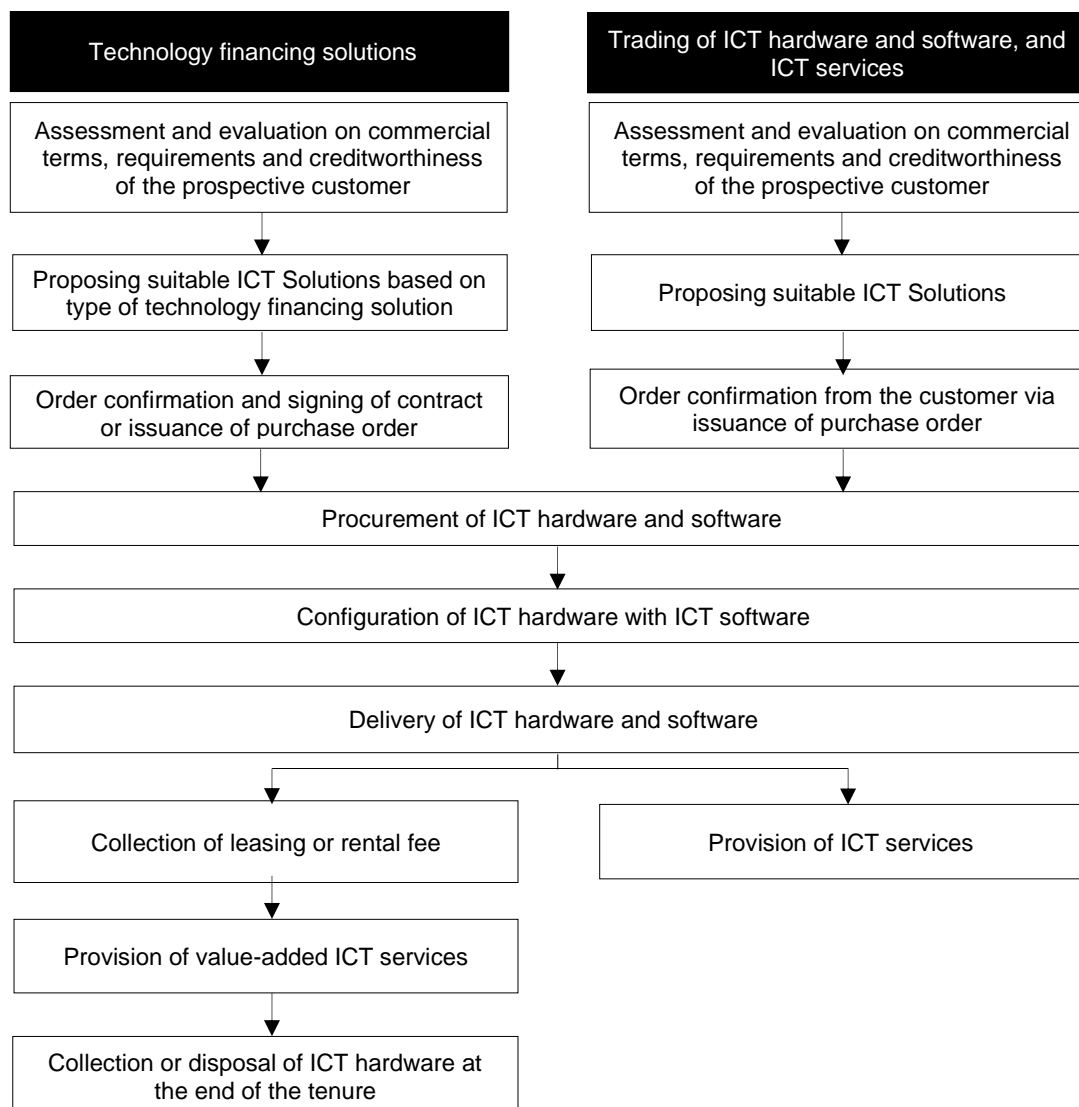 Technology financing solutions
Trading of ICT hardware and software, and
ICT services
Assessment and evaluation on commercial
terms, requirements and creditworthiness
of the prospective customer
Assessment and evaluation on commercial
terms, requirements and creditworthiness
of the prospective customer
Proposing suitable ICT Solutions based on
type of technology financing solution
Proposing suitable ICT Solutions
Order confirmation and signing of contract
or issuance of purchase order
Order confirmation from the customer via
issuance of purchase order
Procurement of ICT hardware and software
Configuration of ICT hardware with ICT software
Delivery of ICT hardware and software
Collection of leasing or rental fee
Provision of ICT services
Provision of value-added ICT services
Collection or disposal of ICT hardware at
the end of the tenure